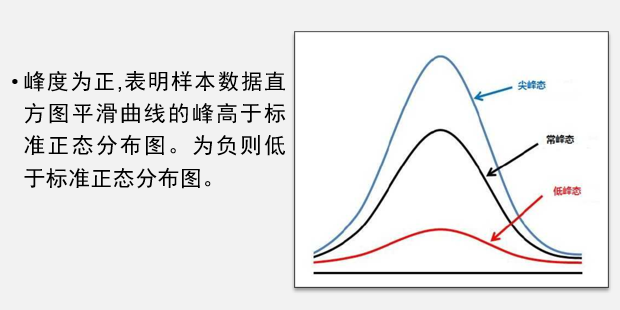 •峰度为正,表明样本数据直
方图平滑曲线的峰高于标
准正态分布图。为负则低
于标准正态分布图。
尖峰态
常峰态
低峰态